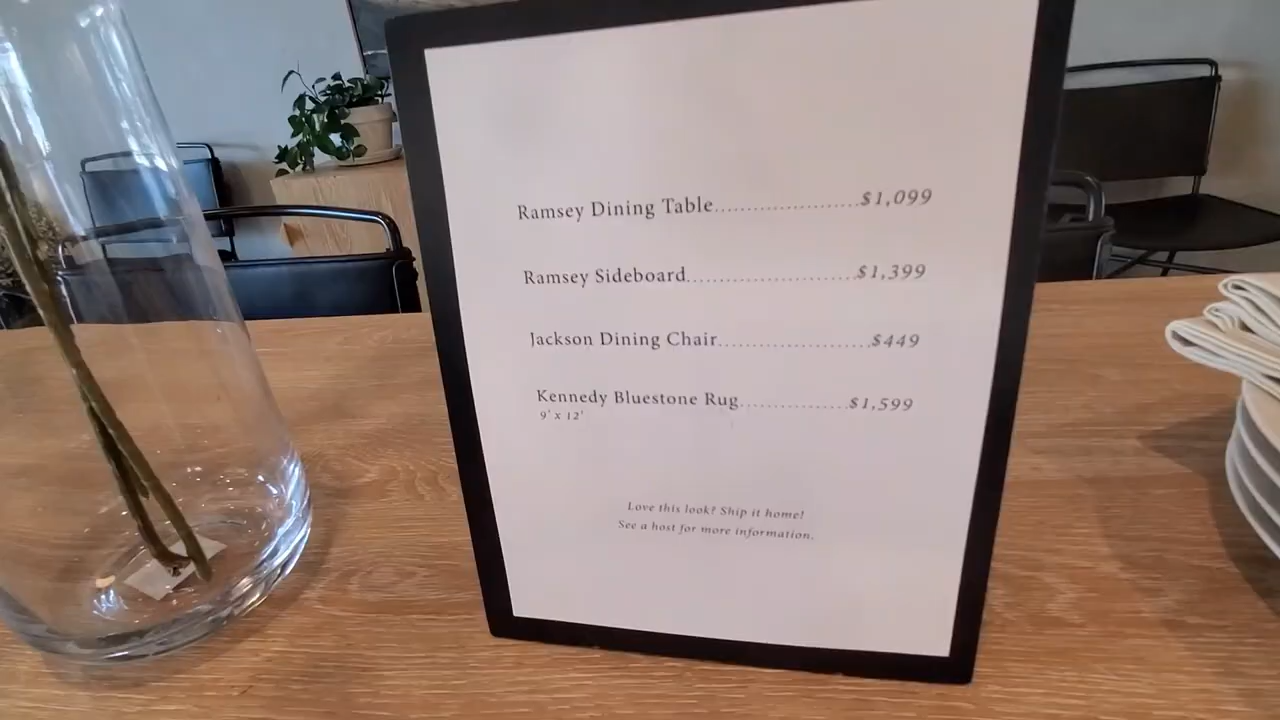 Ramsey Dining Table......................$1,099
Ramsey Sideboard..........................$1,399
Jackson Dining Chair.......................$449
Kennedy Bluestone Rug................$1,599
9' x 12'
Love this look? Ship it home!
See a host for more information.